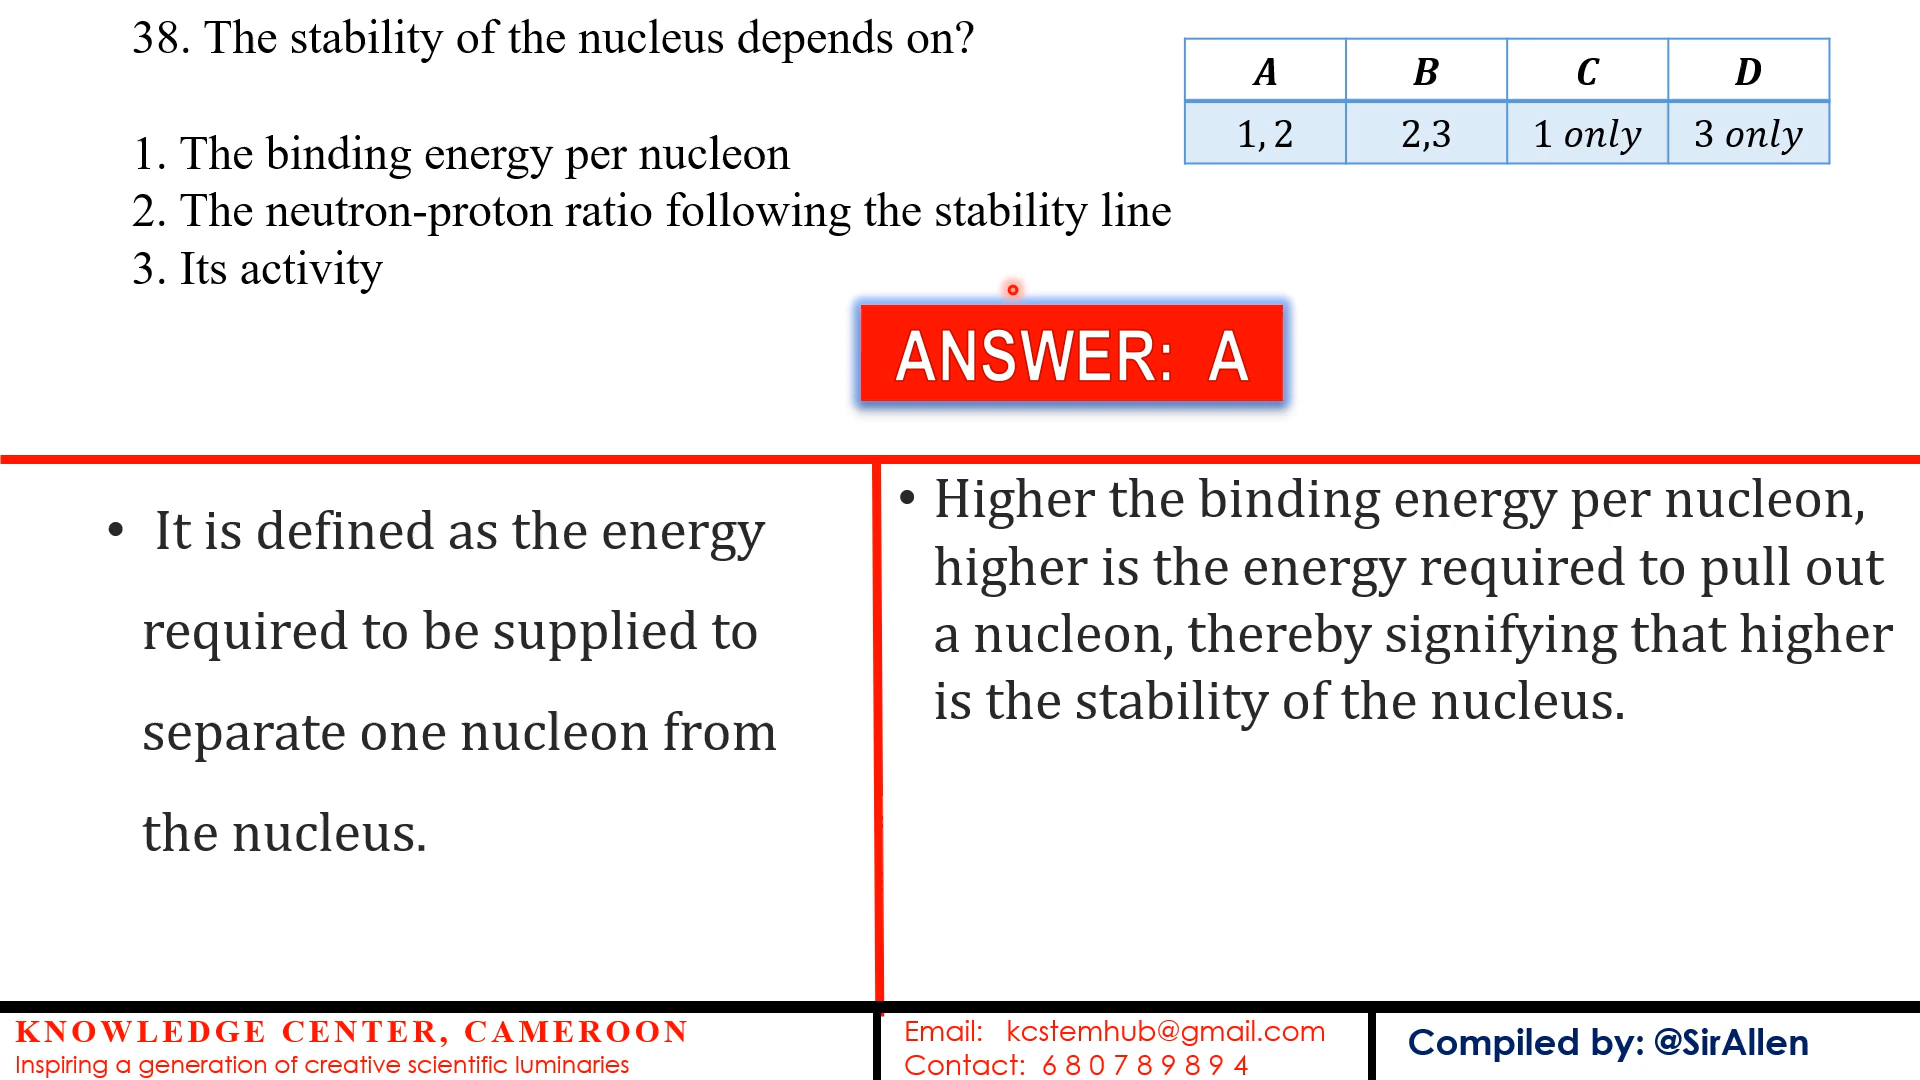 38. The stability of the nucleus depends on?
1. The binding energy per nucleon
2. The neutron-proton ratio following the stability line
3. Its activity
A B C D
1, 2 2,3 1 only 3 only
ANSWER: A
• It is defined as the energy
required to be supplied to
separate one nucleon from
the nucleus.
• Higher the binding energy per nucleon,
higher is the energy required to pull out
a nucleon, thereby signifying that higher
is the stability of the nucleus.
KNOWLEDGE CENTER, CAMEROON
Inspiring a generation of creative scientific luminaries
Email: kcstemhub@gmail.com
Contact: 6 8 0 7 8 9 8 9 4
Compiled by: @SirAllen